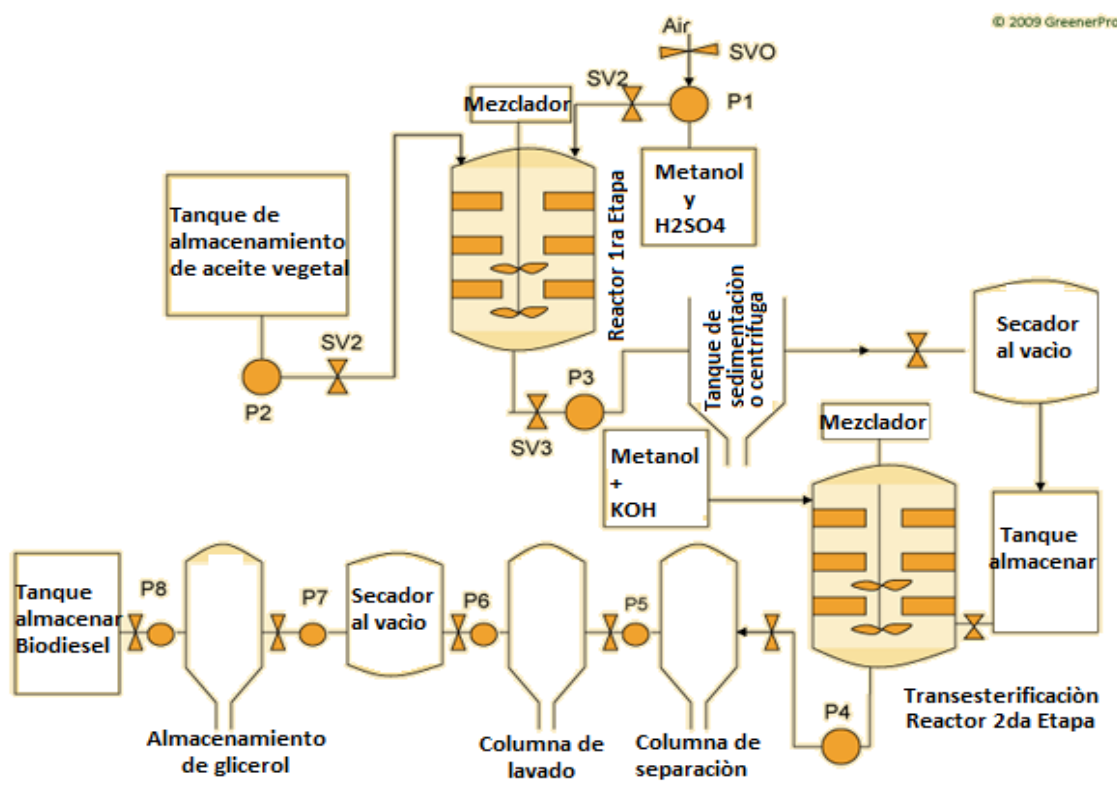 © 2009 GreenerPro
Air
SVO
SV2
P1
Mezclador
Metanol
y
H2SO4
Reactor 1ra Etapa
Tanque de
almacenamiento
de aceite vegetal
SV2
P2
P3
SV3
Tanque de
sedimentaciòn
o centrifuga
Secador
al vacìo
Mezclador
Metanol
+
KOH
Tanque
almacenar
Transesterificaciòn
Reactor 2da Etapa
P4
P5
P6
P7
P8
Secador
al vacìo
Tanque
almacenar
Biodiesel
Almacenamiento
de glicerol
Columna de
lavado
Columna de
separaciòn